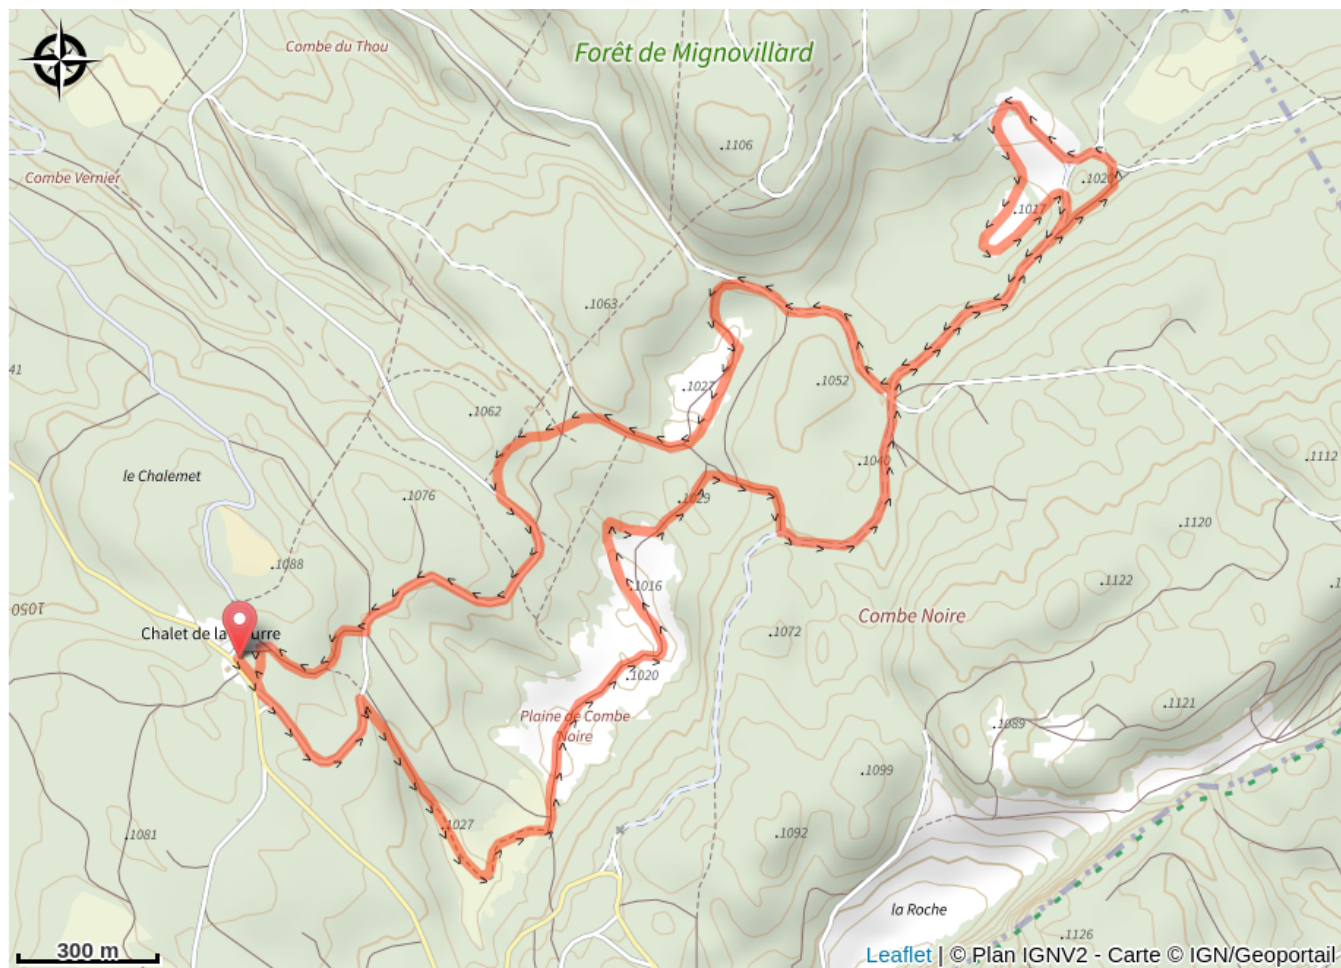 Combe du Thou
Forêt de Mignovillard
.1106
Combe Vernier
.1020
.1017
.1063
41
.1027
.1052
.1062
.1040
.1112
le Chalemet
.1076
.1029
.1120
.1088
.1016
.1122
1050
Combe Noire
Chalet de la
.1072
.1020
Plaine de Combe
Noire
.1121
.1089
.1099
.1027
.1081
.1092
la Roche
.1126
300 m
Leaflet | © Plan IGNV2 - Carte © IGN/Geoportail